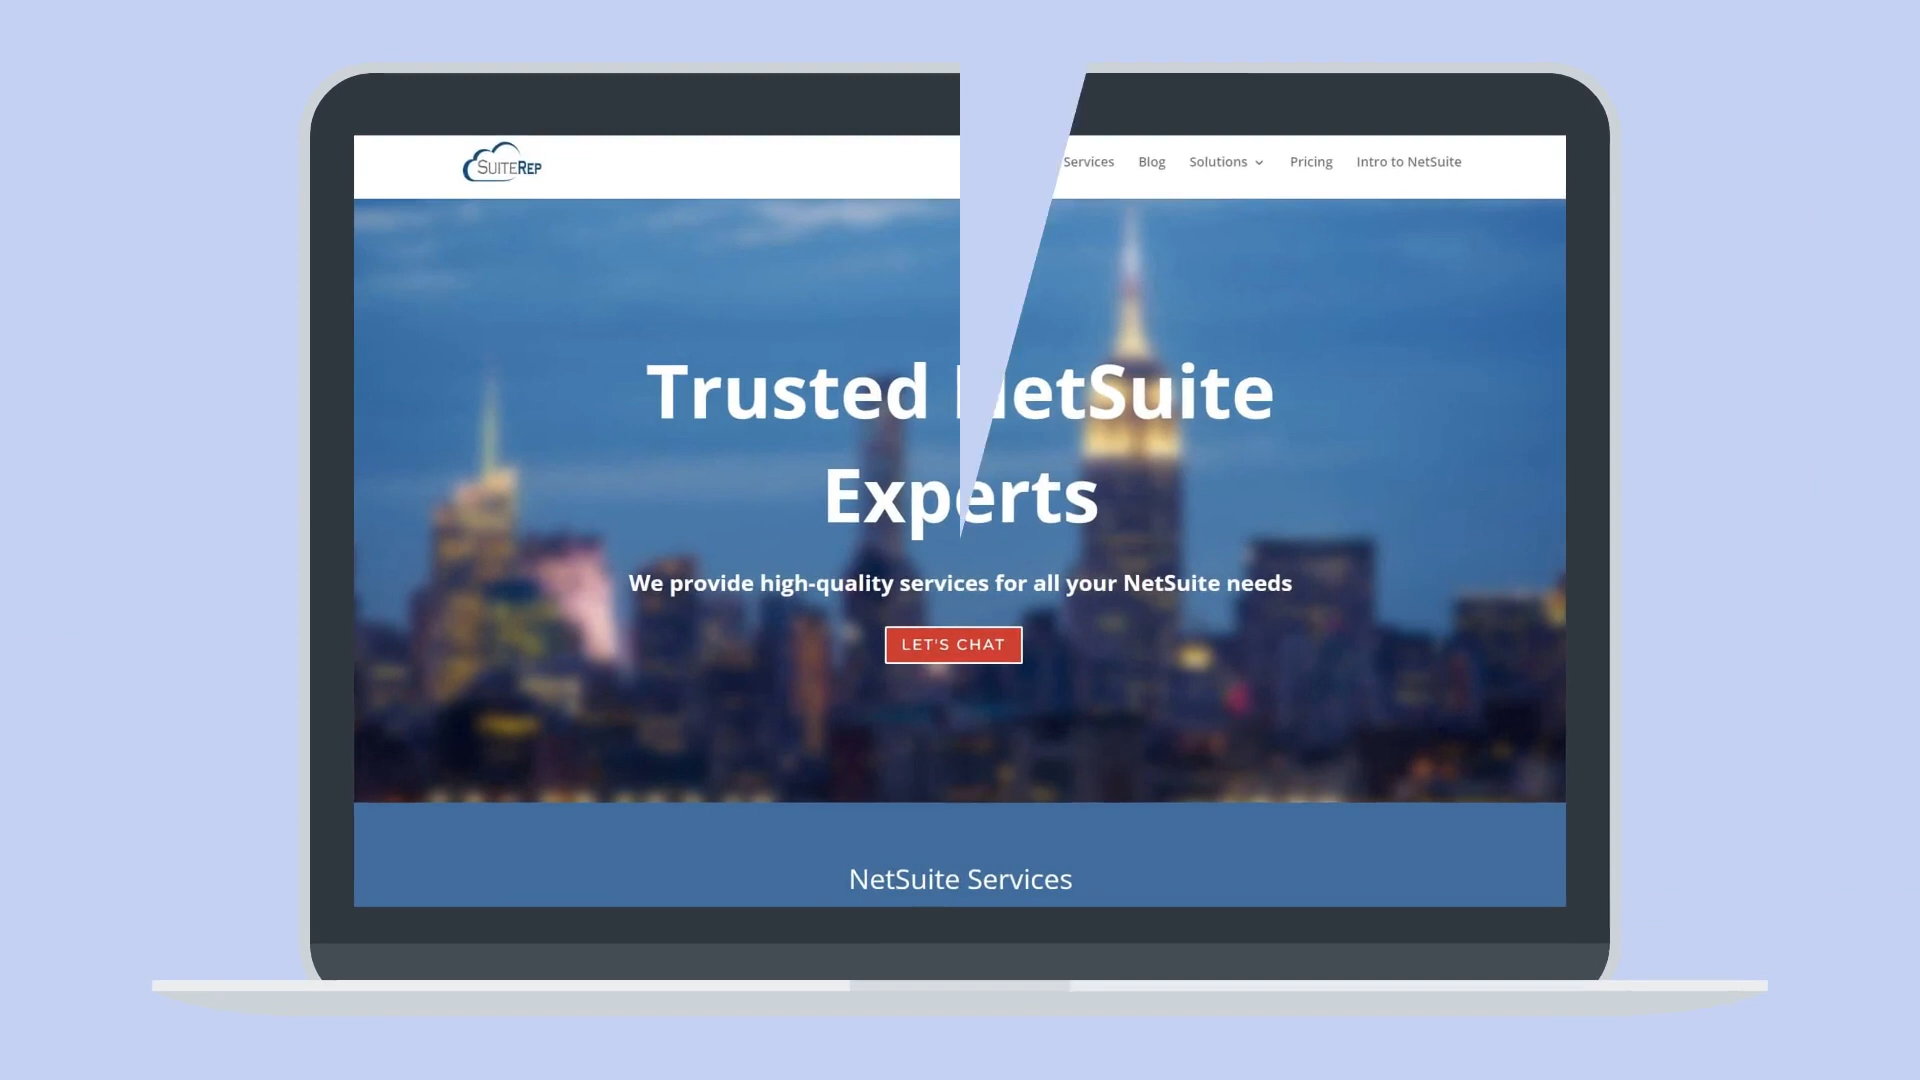 SUITEREP
Services Blog Solutions Pricing Intro to NetSuite
Trusted NetSuite
Experts
We provide high-quality services for all your NetSuite needs
LET'S CHAT
NetSuite Services